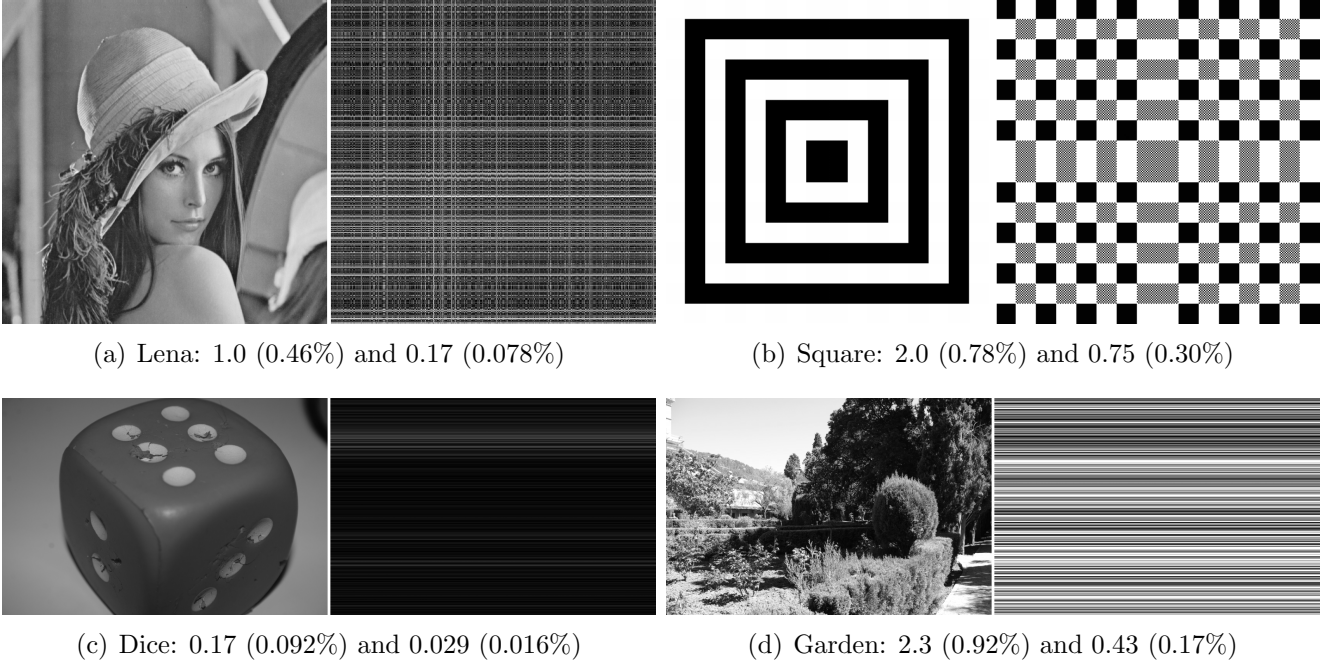 (a) Lena: 1.0 (0.46%) and 0.17 (0.078%)
(b) Square: 2.0 (0.78%) and 0.75 (0.30%)
(c) Dice: 0.17 (0.092%) and 0.029 (0.016%)
(d) Garden: 2.3 (0.92%) and 0.43 (0.17%)